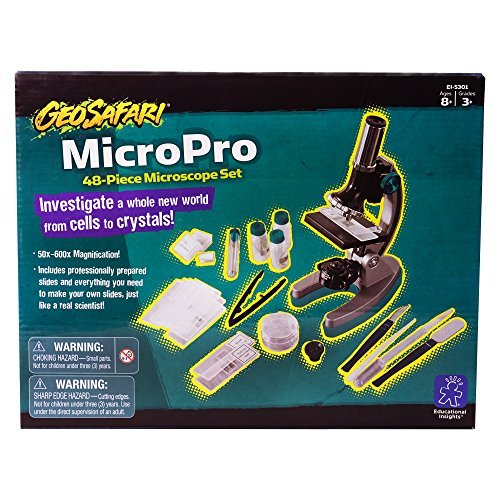 EI-5301
Ages Grades
8+ 3+
GEOSAFARI®
MicroPro
48-Piece Microscope Set
Investigate a whole new world
from cells to crystals!
• 50x-600x Magnification!
• Includes professionally prepared
slides and everything you need
to make your own slides, just
like a real scientist!
WARNING:
CHOKING HAZARD—Small parts.
Not for children under three (3) years.
WARNING:
SHARP EDGE HAZARD—Cutting edges.
Not for children under three (3) years. Use
under the direct supervision of an adult.
Educational
Insights®